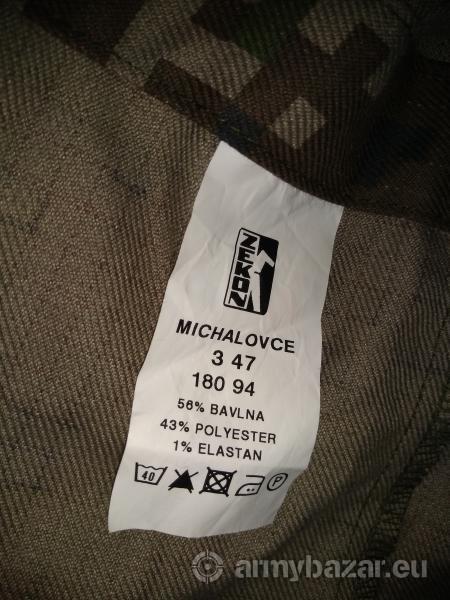 ZEKON
MICHALOVCE
3 47
180 94
56% BAVLNA
43% POLYESTER
1% ELASTAN
40 P
armybazar.eu